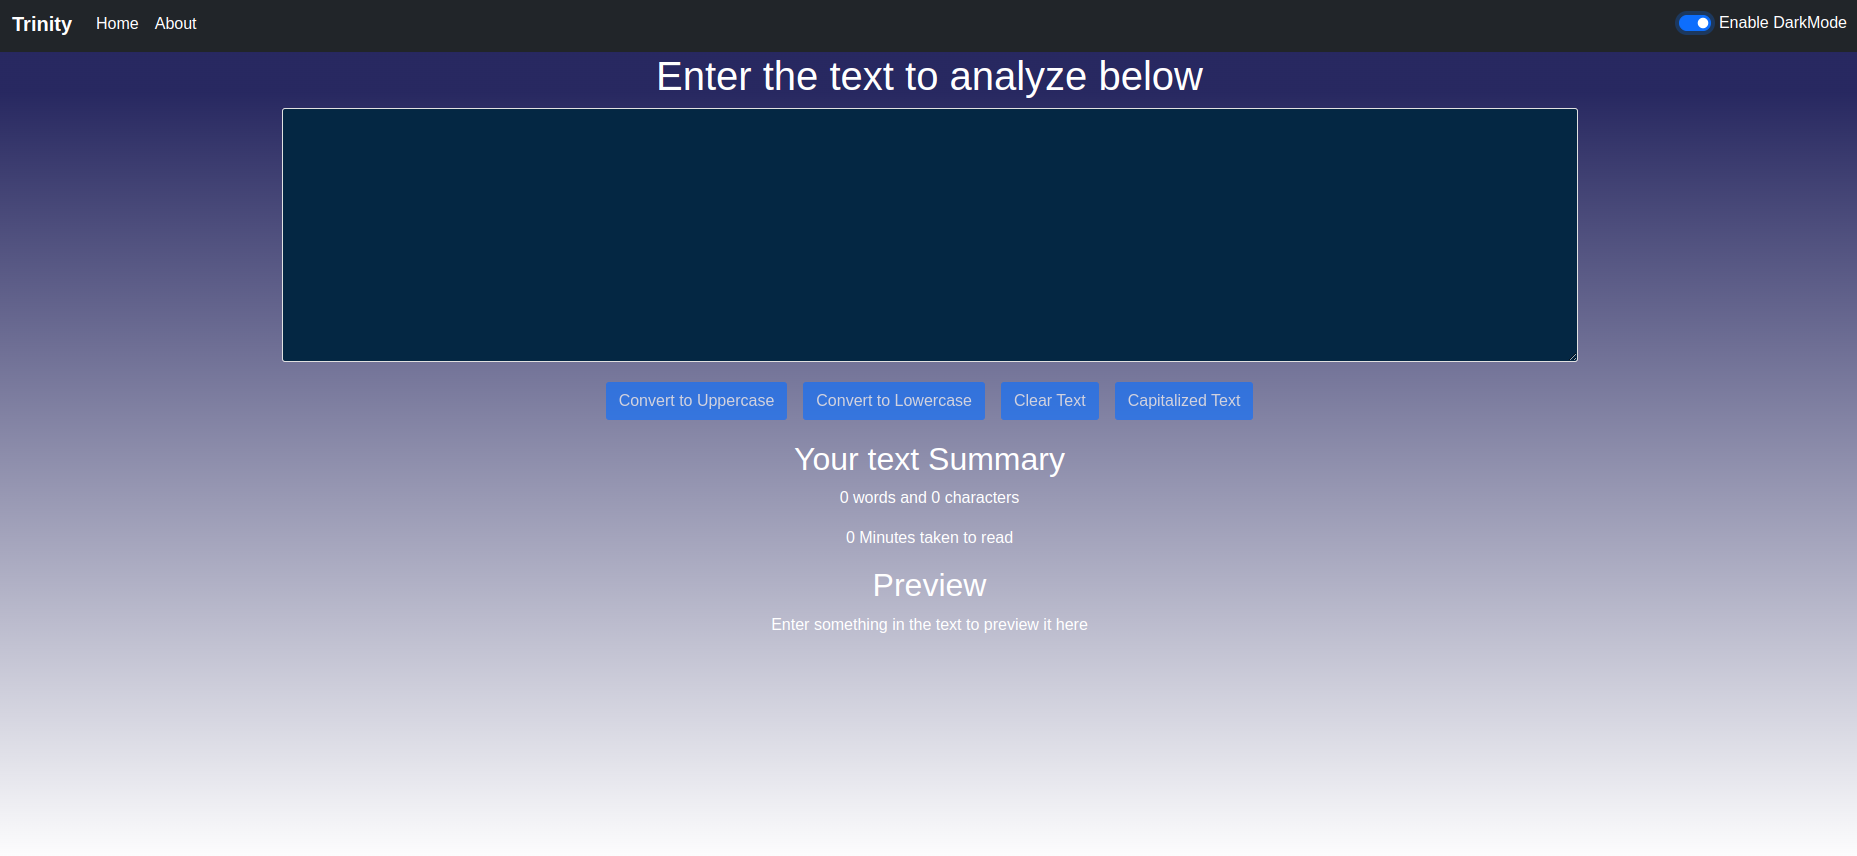 Trinity Home About Enable DarkMode
Enter the text to analyze below
Convert to Uppercase Convert to Lowercase Clear Text Capitalized Text
Your text Summary
0 words and 0 characters
0 Minutes taken to read
Preview
Enter something in the text to preview it here